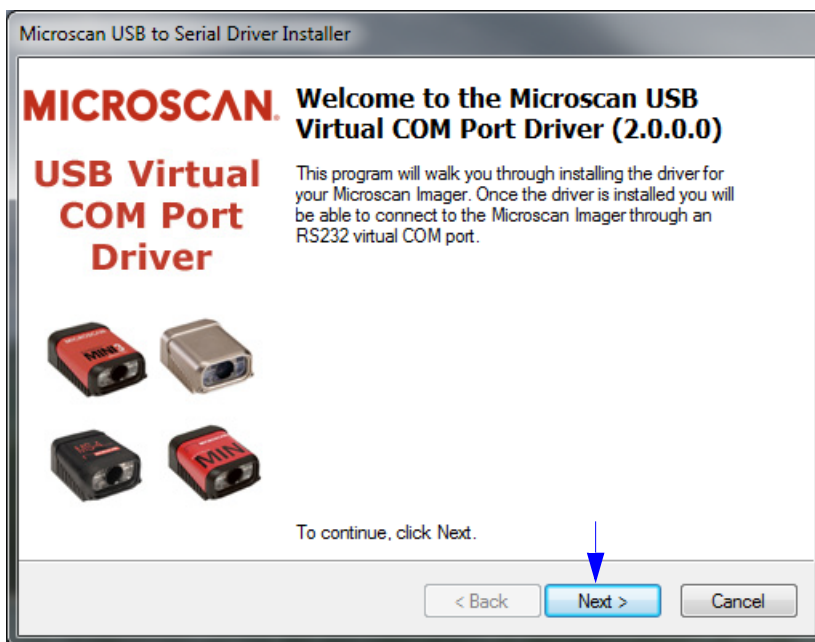 Microscan USB to Serial Driver Installer
MICROSCAN.
USB Virtual
COM Port
Driver
MINI3
MINI
Welcome to the Microscan USB
Virtual COM Port Driver (2.0.0.0)
This program will walk you through installing the driver for
your Microscan Imager. Once the driver is installed you will
be able to connect to the Microscan Imager through an
RS232 virtual COM port.
To continue, click Next.
< Back
Next >
Cancel